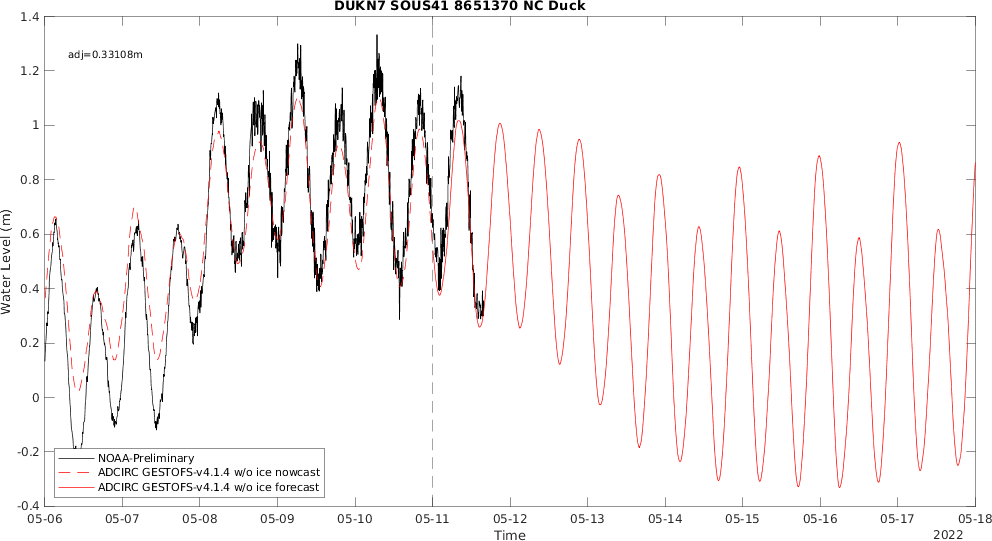 DUKN7 SOUS41 8651370 NC Duck
adj=0.33108m
Water Level (m)
1.4
1.2
1
0.8
0.6
0.4
0.2
0
-0.2
-0.4
NOAA-Preliminary
ADCIRC GESTOFS-v4.1.4 w/o ice nowcast
ADCIRC GESTOFS-v4.1.4 w/o ice forecast
05-06 05-07 05-08 05-09 05-10 05-11 05-12 05-13 05-14 05-15 05-16 05-17 05-18
Time
2022